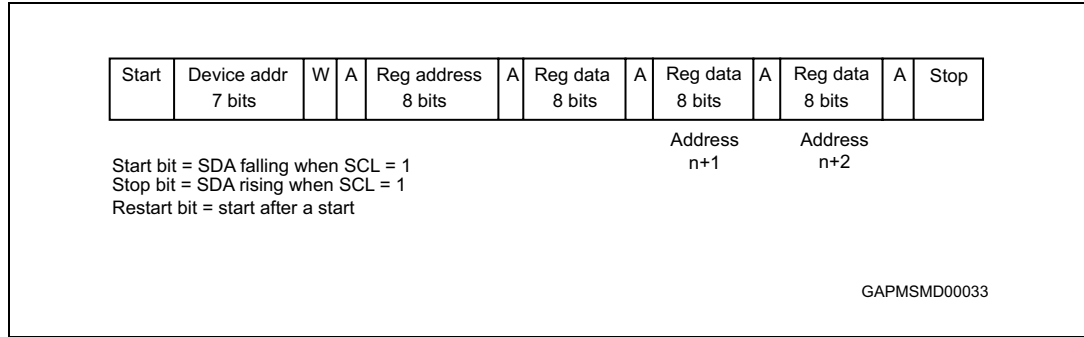 Start Device addr W A Reg address A Reg data A Reg data A Reg data A Stop
7 bits 8 bits 8 bits 8 bits 8 bits
Address Address
n+1 n+2
Start bit = SDA falling when SCL = 1
Stop bit = SDA rising when SCL = 1
Restart bit = start after a start
GAPMSMD00033